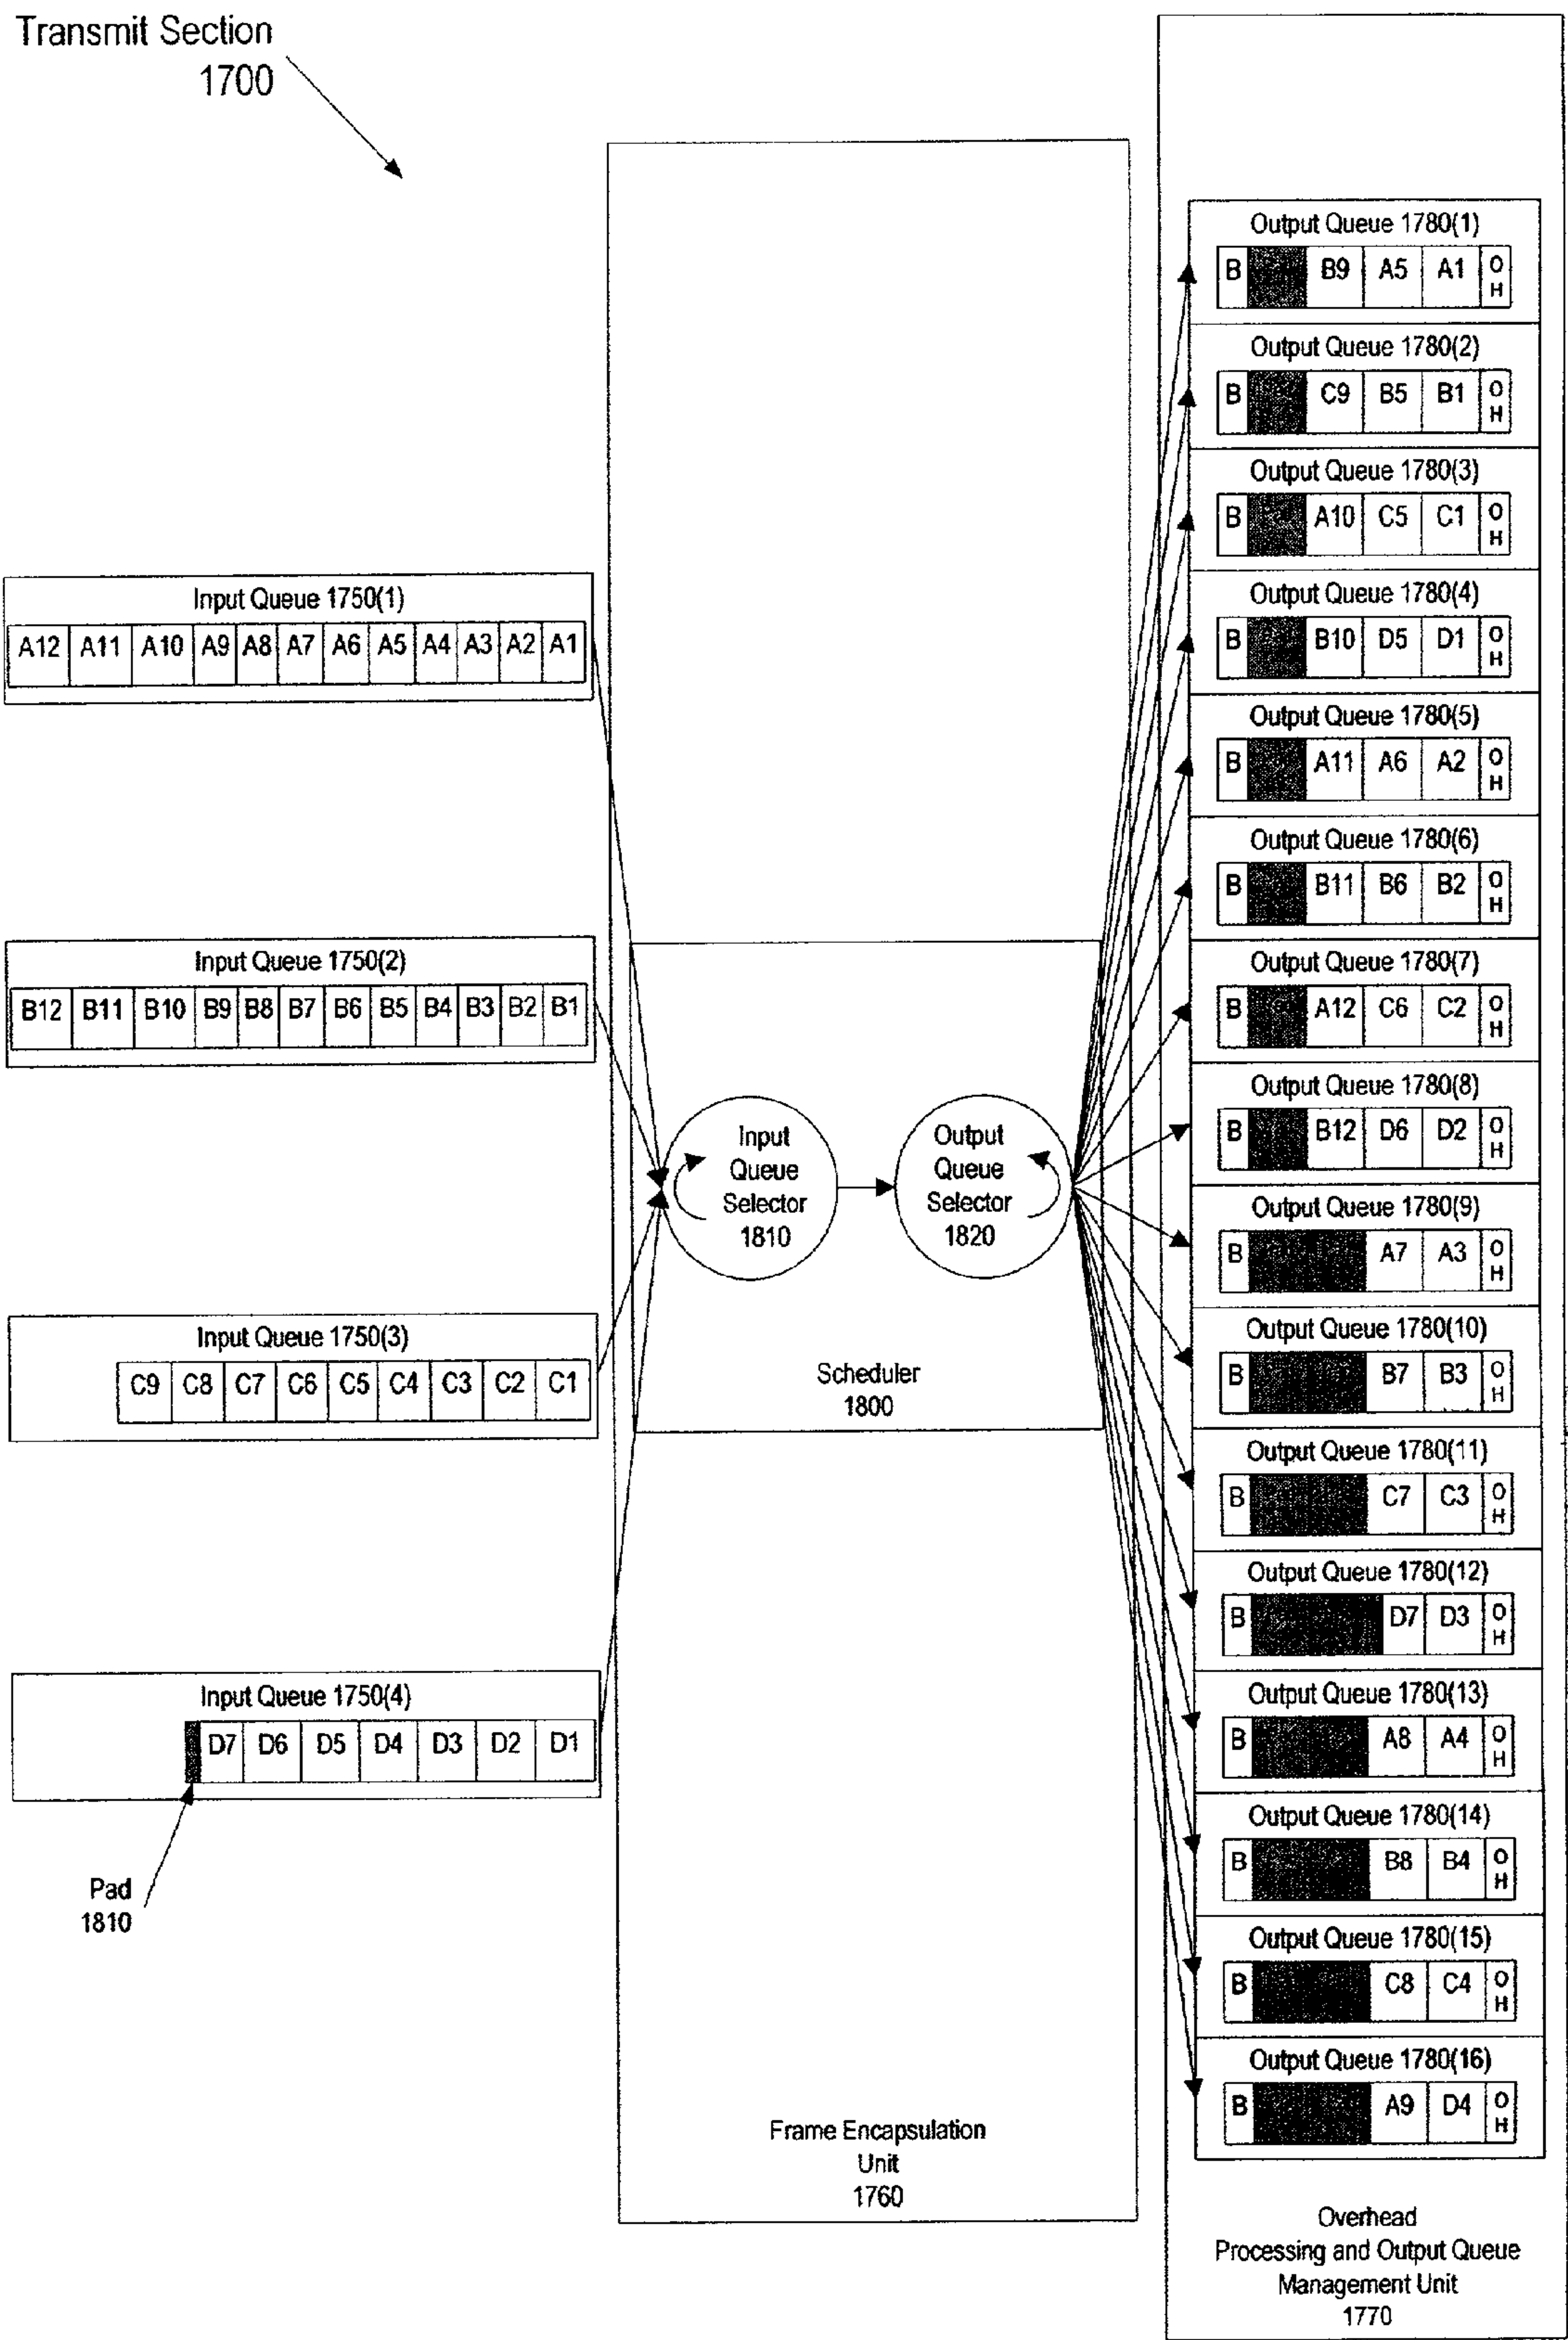 Transmit Section
1700
Input Queue 1750(1)
A12 A11 A10 A9 A8 A7 A6 A5 A4 A3 A2 A1
Input Queue 1750(2)
B12 B11 B10 B9 B8 B7 B6 B5 B4 B3 B2 B1
Input Queue 1750(3)
C9 C8 C7 C6 C5 C4 C3 C2 C1
Input Queue 1750(4)
D7 D6 D5 D4 D3 D2 D1
Pad
1810
Input
Queue
Selector
1810
Output
Queue
Selector
1820
Scheduler
1800
Frame Encapsulation
Unit
1760
Output Queue 1780(1)
B B9 A5 A1 O
H
Output Queue 1780(2)
B C9 B5 B1 O
H
Output Queue 1780(3)
B A10 C5 C1 O
H
Output Queue 1780(4)
B B10 D5 D1 O
H
Output Queue 1780(5)
B A11 A6 A2 O
H
Output Queue 1780(6)
B B11 B6 B2 O
H
Output Queue 1780(7)
B A12 C6 C2 O
H
Output Queue 1780(8)
B B12 D6 D2 O
H
Output Queue 1780(9)
B A7 A3 O
H
Output Queue 1780(10)
B B7 B3 O
H
Output Queue 1780(11)
B C7 C3 O
H
Output Queue 1780(12)
B D7 D3 O
H
Output Queue 1780(13)
B A8 A4 O
H
Output Queue 1780(14)
B B8 B4 O
H
Output Queue 1780(15)
B C8 C4 O
H
Output Queue 1780(16)
B A9 D4 O
H
Overhead
Processing and Output Queue
Management Unit
1770